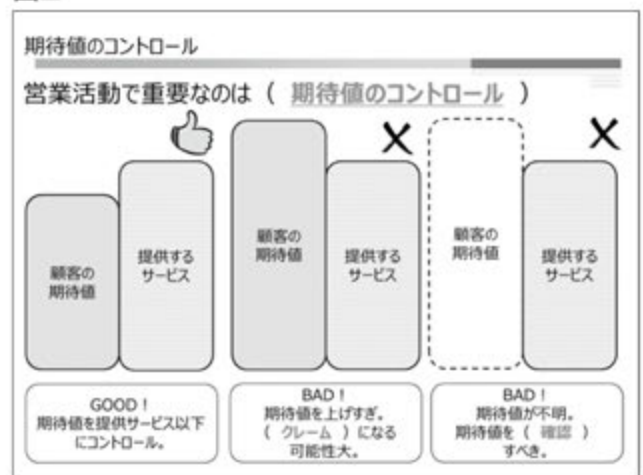 期待値のコントロール
営業活動で重要なのは ( 期待値のコントロール )
顧客の
期待値
提供する
サービス
顧客の
期待値
提供する
サービス
顧客の
期待値
提供する
サービス
GOOD!
期待値を提供サービス以下
にコントロール。
BAD!
期待値を上げすぎ。
( クレーム ) になる
可能性大。
BAD!
期待値が不明。
期待値を ( 確認 )
すべき。